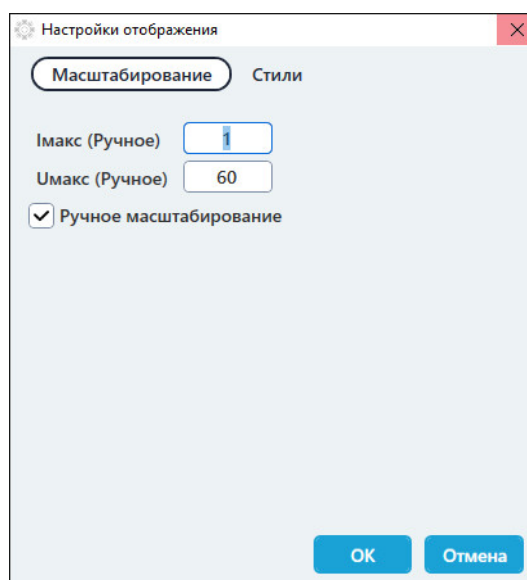 Настройки отображения
Масштабирование Стили
Iмакс (Ручное) 1
Uмакс (Ручное) 60
Ручное масштабирование
OK Отмена